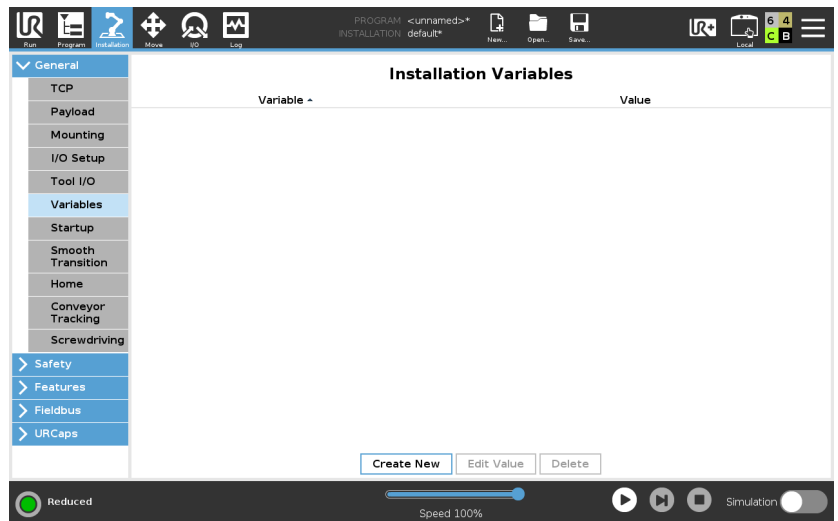 UR
Run
Program
Installation
Move
I/O
Log
PROGRAM <unnamed>*
INSTALLATION default*
New...
Open...
Save...
UR+
Local
6 4
C B
General
TCP
Payload
Mounting
I/O Setup
Tool I/O
Variables
Startup
Smooth
Transition
Home
Conveyor
Tracking
Screwdriving
Safety
Features
Fieldbus
URCaps
Installation Variables
Variable Value
Create New Edit Value Delete
Reduced
Speed 100%
Simulation